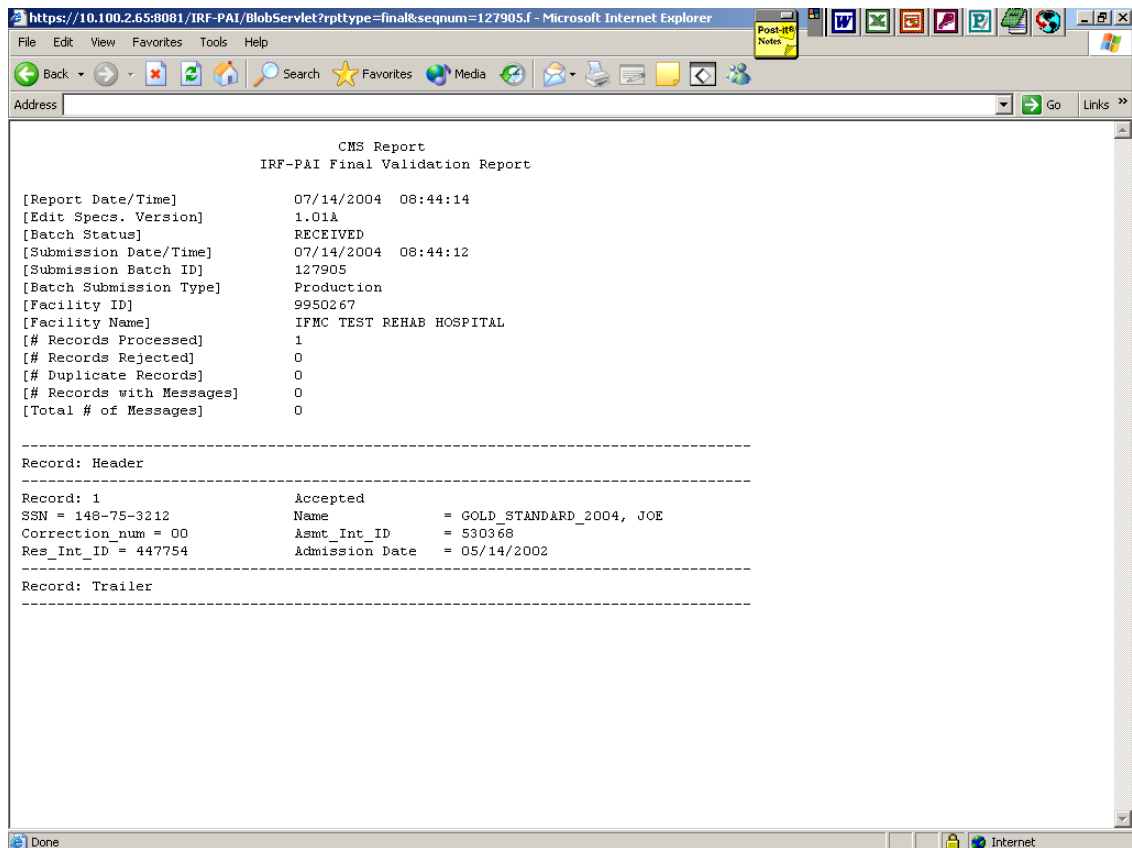 https://10.100.2.65:8081/IRF-PAI/BlobServlet?rpttype=final&seqnum=127905.f - Microsoft Internet Explorer
Post-it®
Notes
File Edit View Favorites Tools Help
Back Search Favorites Media
Address Go Links »
CMS Report
IRF-PAI Final Validation Report
[Report Date/Time] 07/14/2004 08:44:14
[Edit Specs. Version] 1.01A
[Batch Status] RECEIVED
[Submission Date/Time] 07/14/2004 08:44:12
[Submission Batch ID] 127905
[Batch Submission Type] Production
[Facility ID] 9950267
[Facility Name] IFMC TEST REHAB HOSPITAL
[# Records Processed] 1
[# Records Rejected] 0
[# Duplicate Records] 0
[# Records with Messages] 0
[Total # of Messages] 0
Record: Header
Record: 1 Accepted
SSN = 148-75-3212 Name = GOLD_STANDARD_2004, JOE
Correction_num = 00 Asmt_Int_ID = 530368
Res_Int_ID = 447754 Admission Date = 05/14/2002
Record: Trailer
Done Internet